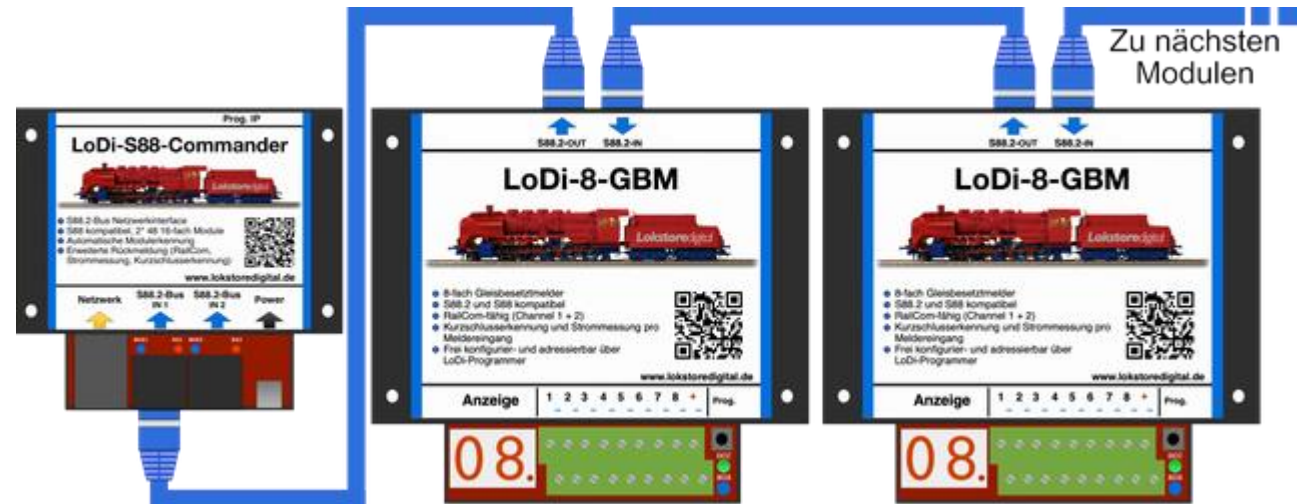 Zu nächsten
Modulen
Prog. IP
LoDi-S88-Commander
Lokstoredigital
S88.2-Bus Netzwerkinterface
S88 kompatibel, 2* 48 16-fach Module
Automatische Modulerkennung
Erweiterte Rückmeldung (RailCom,
Strommessung, Kurzschlusserkennung)
www.lokstoredigital.de
Netzwerk S88.2-Bus IN 1 S88.2-Bus IN 2 Power
S88.2-OUT S88.2-IN
LoDi-8-GBM
Lokstoredigital
8-fach Gleisbesetztmelder
S88.2 und S88 kompatibel
RailCom-fähig (Channel 1 + 2)
Kurzschlusserkennung und Strommessung pro
Meldereingang
Frei konfigurier- und adressierbar über
LoDi-Programmer
www.lokstoredigital.de
Anzeige 1 2 3 4 5 6 7 8 + Prog.
08.
S88.2-OUT S88.2-IN
LoDi-8-GBM
Lokstoredigital
8-fach Gleisbesetztmelder
S88.2 und S88 kompatibel
RailCom-fähig (Channel 1 + 2)
Kurzschlusserkennung und Strommessung pro
Meldereingang
Frei konfigurier- und adressierbar über
LoDi-Programmer
www.lokstoredigital.de
Anzeige 1 2 3 4 5 6 7 8 + Prog.
08.